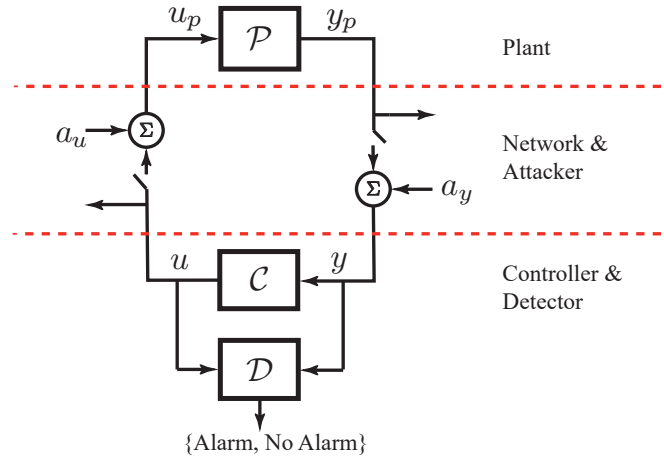 u_p
𝒫
y_p
Plant
a_u
Σ
Network &
Attacker
Σ
a_y
u
𝒞
y
Controller &
Detector
𝒟
{Alarm, No Alarm}